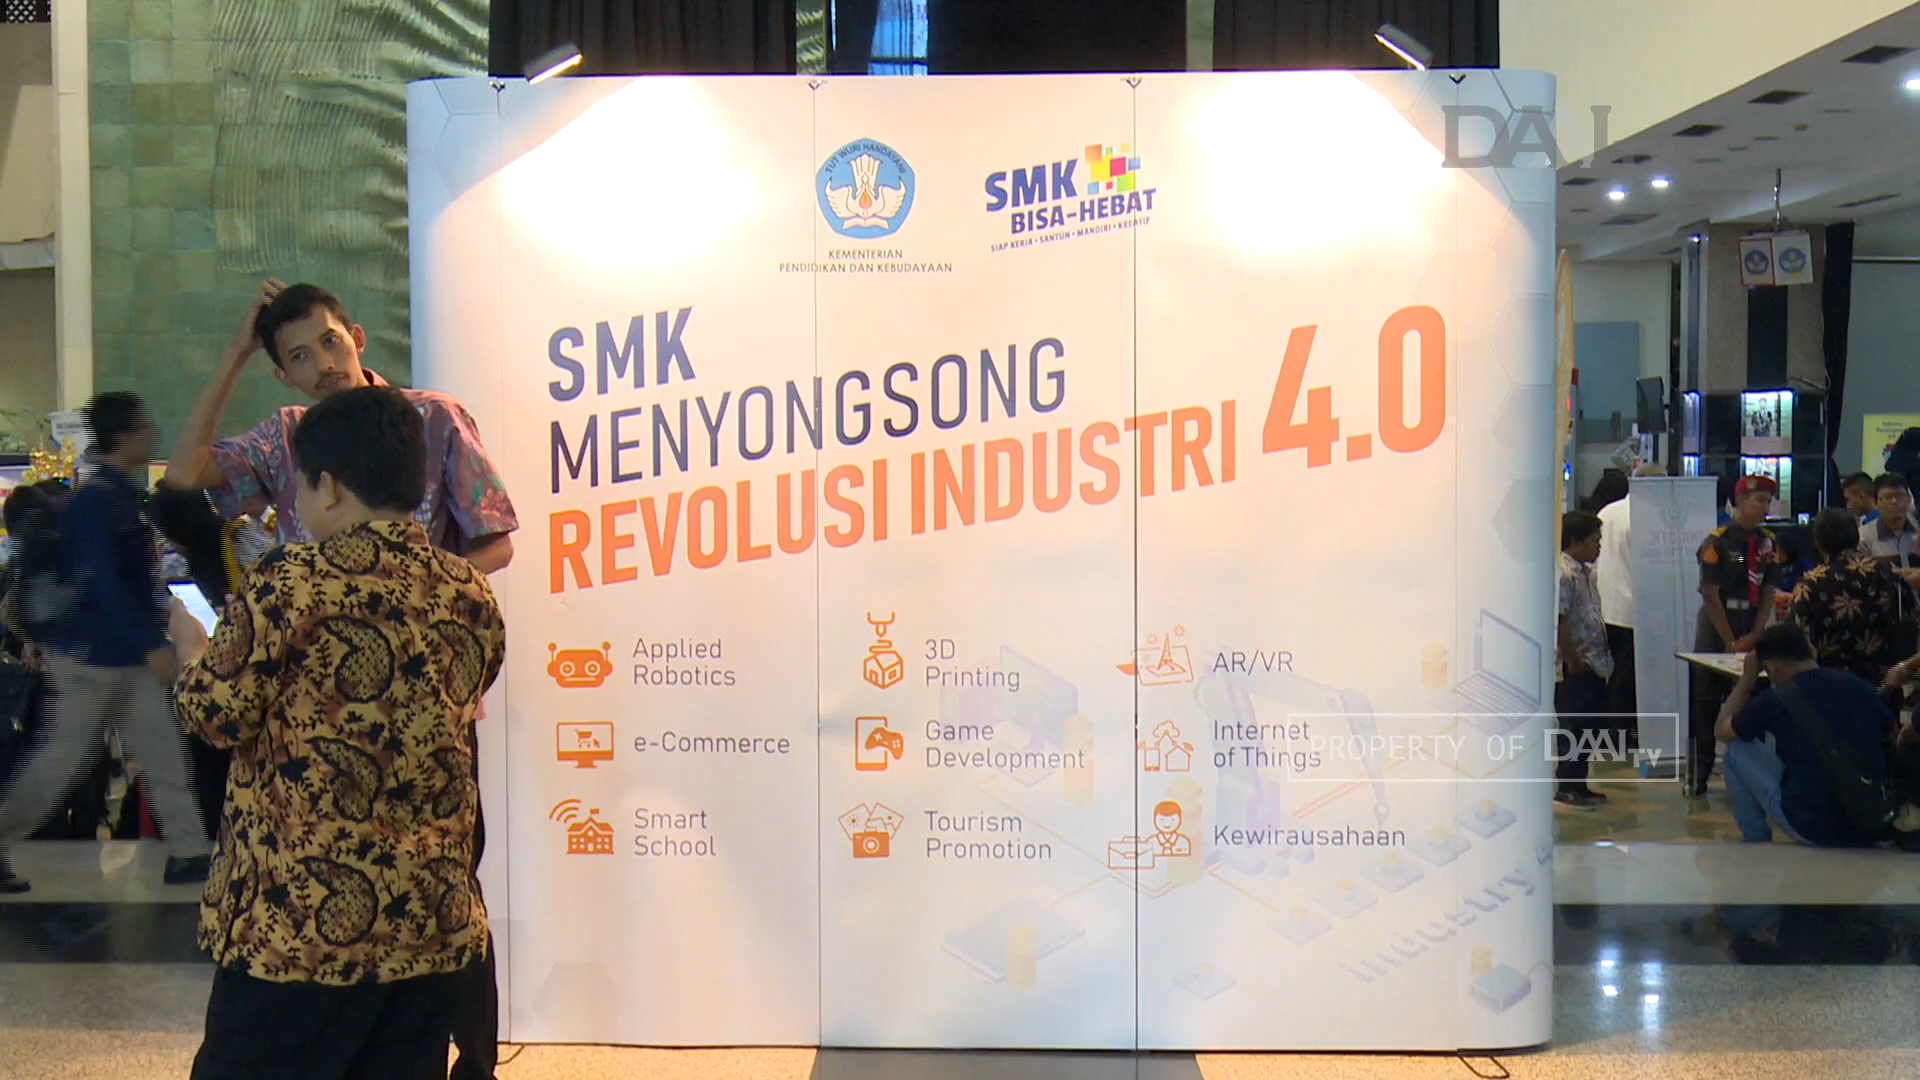 DAAI
TUT WURI HANDAYANI
KEMENTERIAN
PENDIDIKAN DAN KEBUDAYAAN
SMK
BISA-HEBAT
SIAP KERJA • SANTUN • MANDIRI • KREATIF
SMK
MENYONGSONG
REVOLUSI INDUSTRI 4.0
Applied
Robotics
3D
Printing
AR/VR
e-Commerce
Game
Development
Internet
of Things
PROPERTY OF DAAI TV
Smart
School
Tourism
Promotion
Kewirausahaan
industry